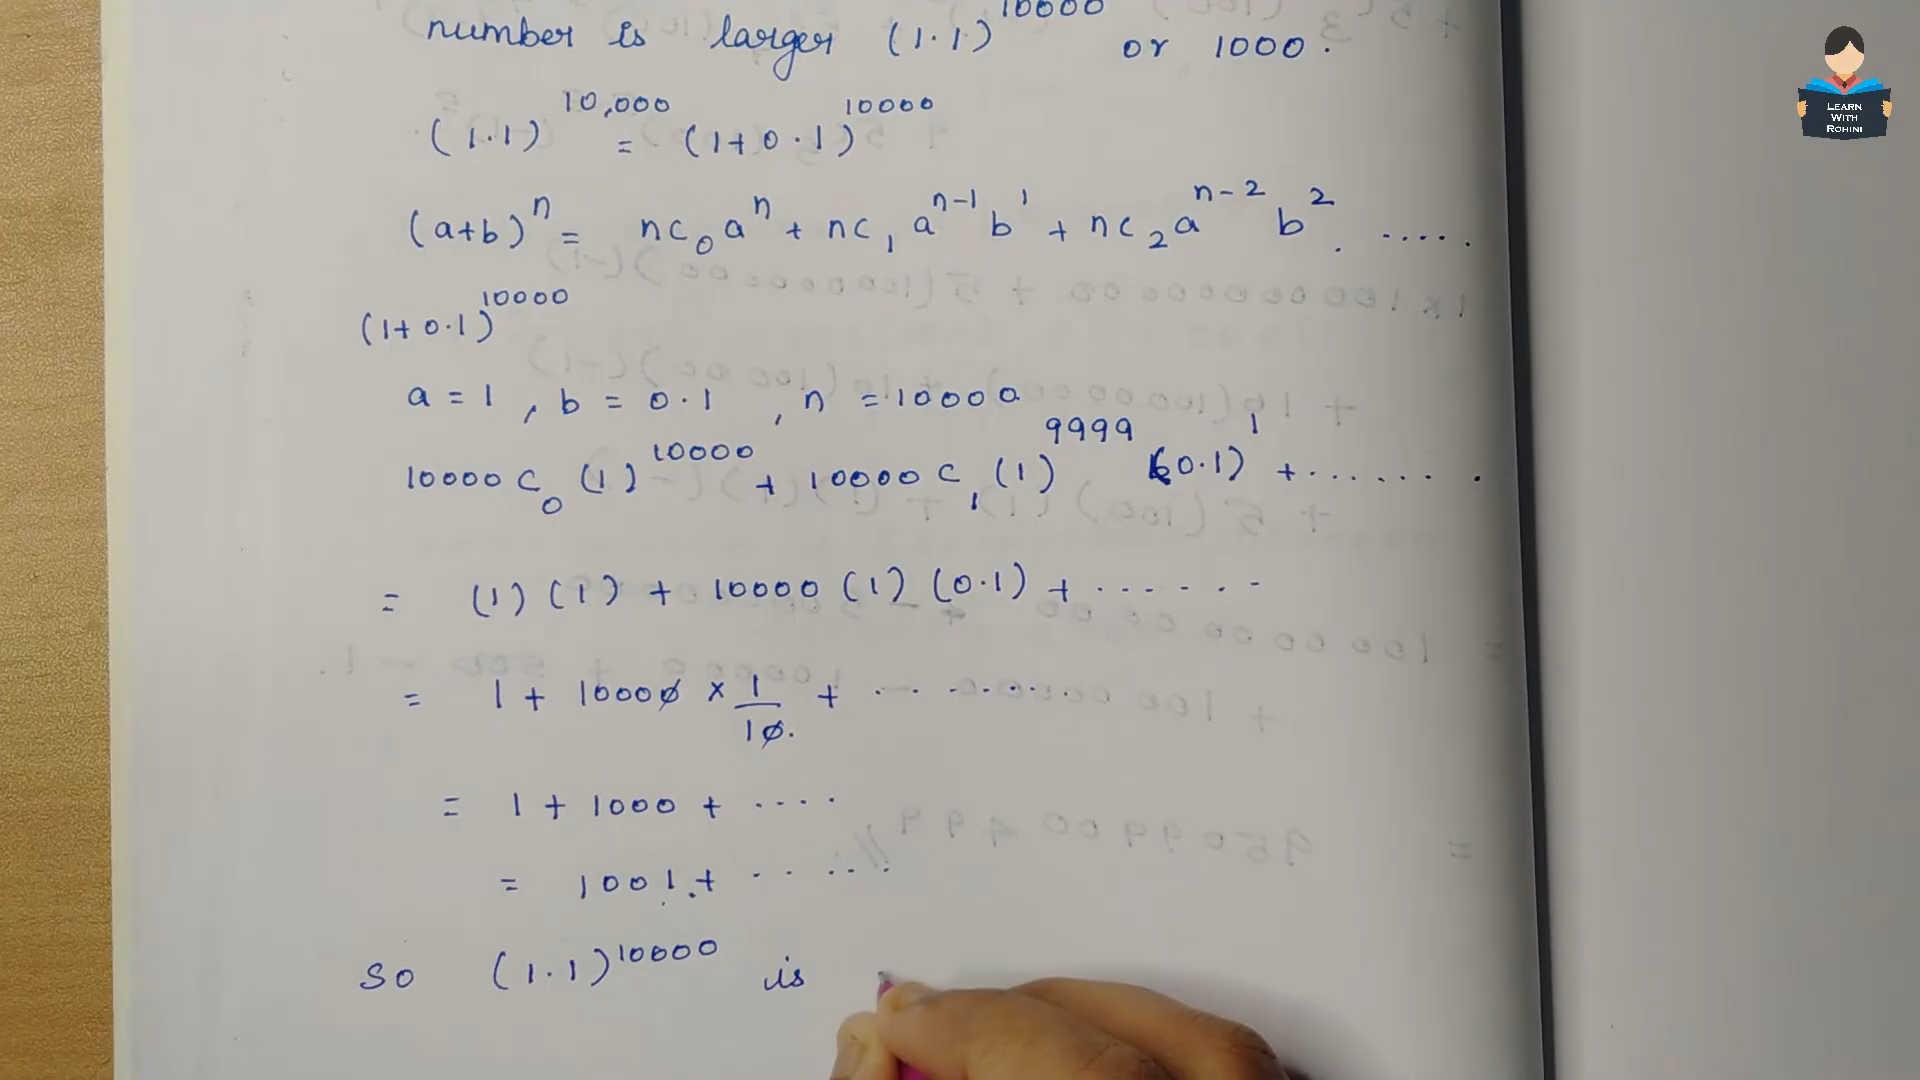 number is larger (1.1)^10000 or 1000.
(1.1)^10,000 = (1+0.1)^10000
(a+b)^n = nc₀ a^n + nc₁ a^n-1 b^1 + nc₂ a^n-2 b^2 . .....
(1+0.1)^10000
a = 1 , b = 0.1 , n = 10000
10000 C₀ (1)^10000 + 10000 C₁ (1)^9999 (0.1)^1 + .......
= (1) (1) + 10000 (1) (0.1) + ......
= 1 + 10000 × 1/10. + ........
= 1 + 1000 + ....
= 1001 + .....
So (1.1)^10000 is
LEARN
WITH
ROHINI